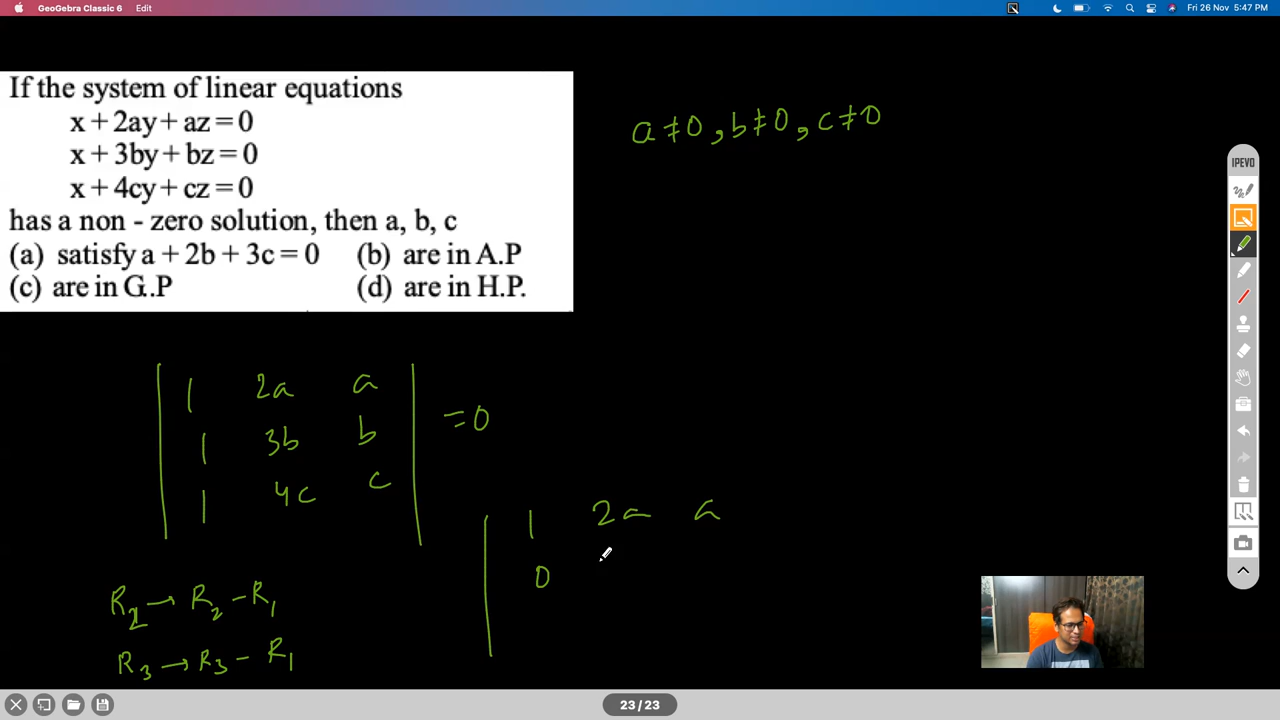 GeoGebra Classic 6 Edit Fri 26 Nov 5:47 PM
If the system of linear equations
x + 2ay + az = 0
x + 3by + bz = 0
x + 4cy + cz = 0
has a non - zero solution, then a, b, c
(a) satisfy a + 2b + 3c = 0 (b) are in A.P
(c) are in G..P (d) are in H.P.
a ≠ 0, b ≠ 0, c ≠ 0
IPEVO
1 2a a
1 3b b = 0
1 4c c
1 2a a
0
R2 → R2 - R1
R3 → R3 - R1
23 / 23